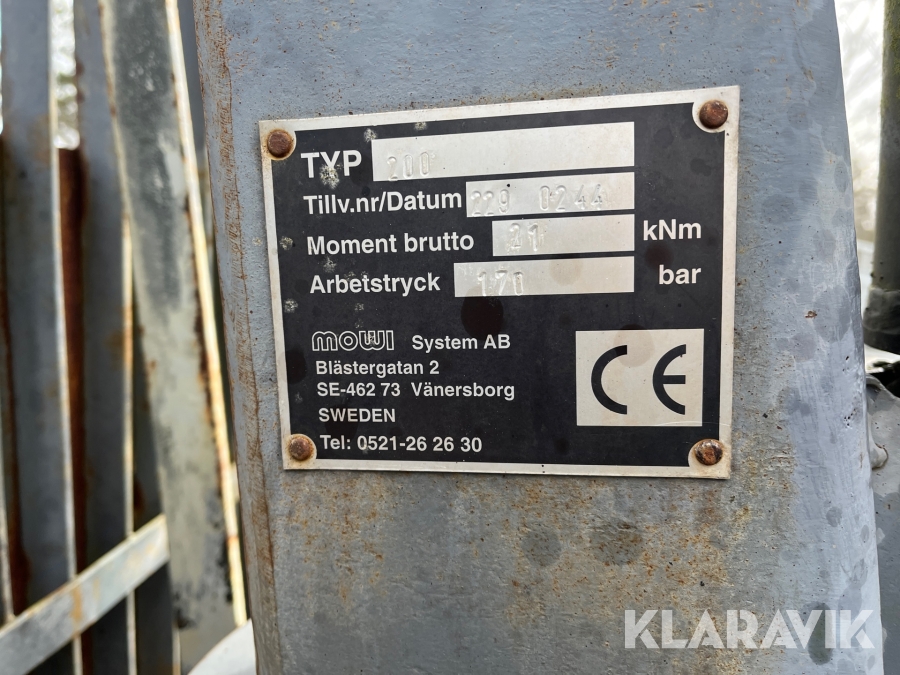 TYP 200
Tillv.nr/Datum 229 0244
Moment brutto 21 kNm
Arbetstryck 170 bar
mowi System AB
Blästergatan 2
SE-462 73 Vänersborg
SWEDEN
Tel: 0521-26 26 30
CE
KLARAVIK